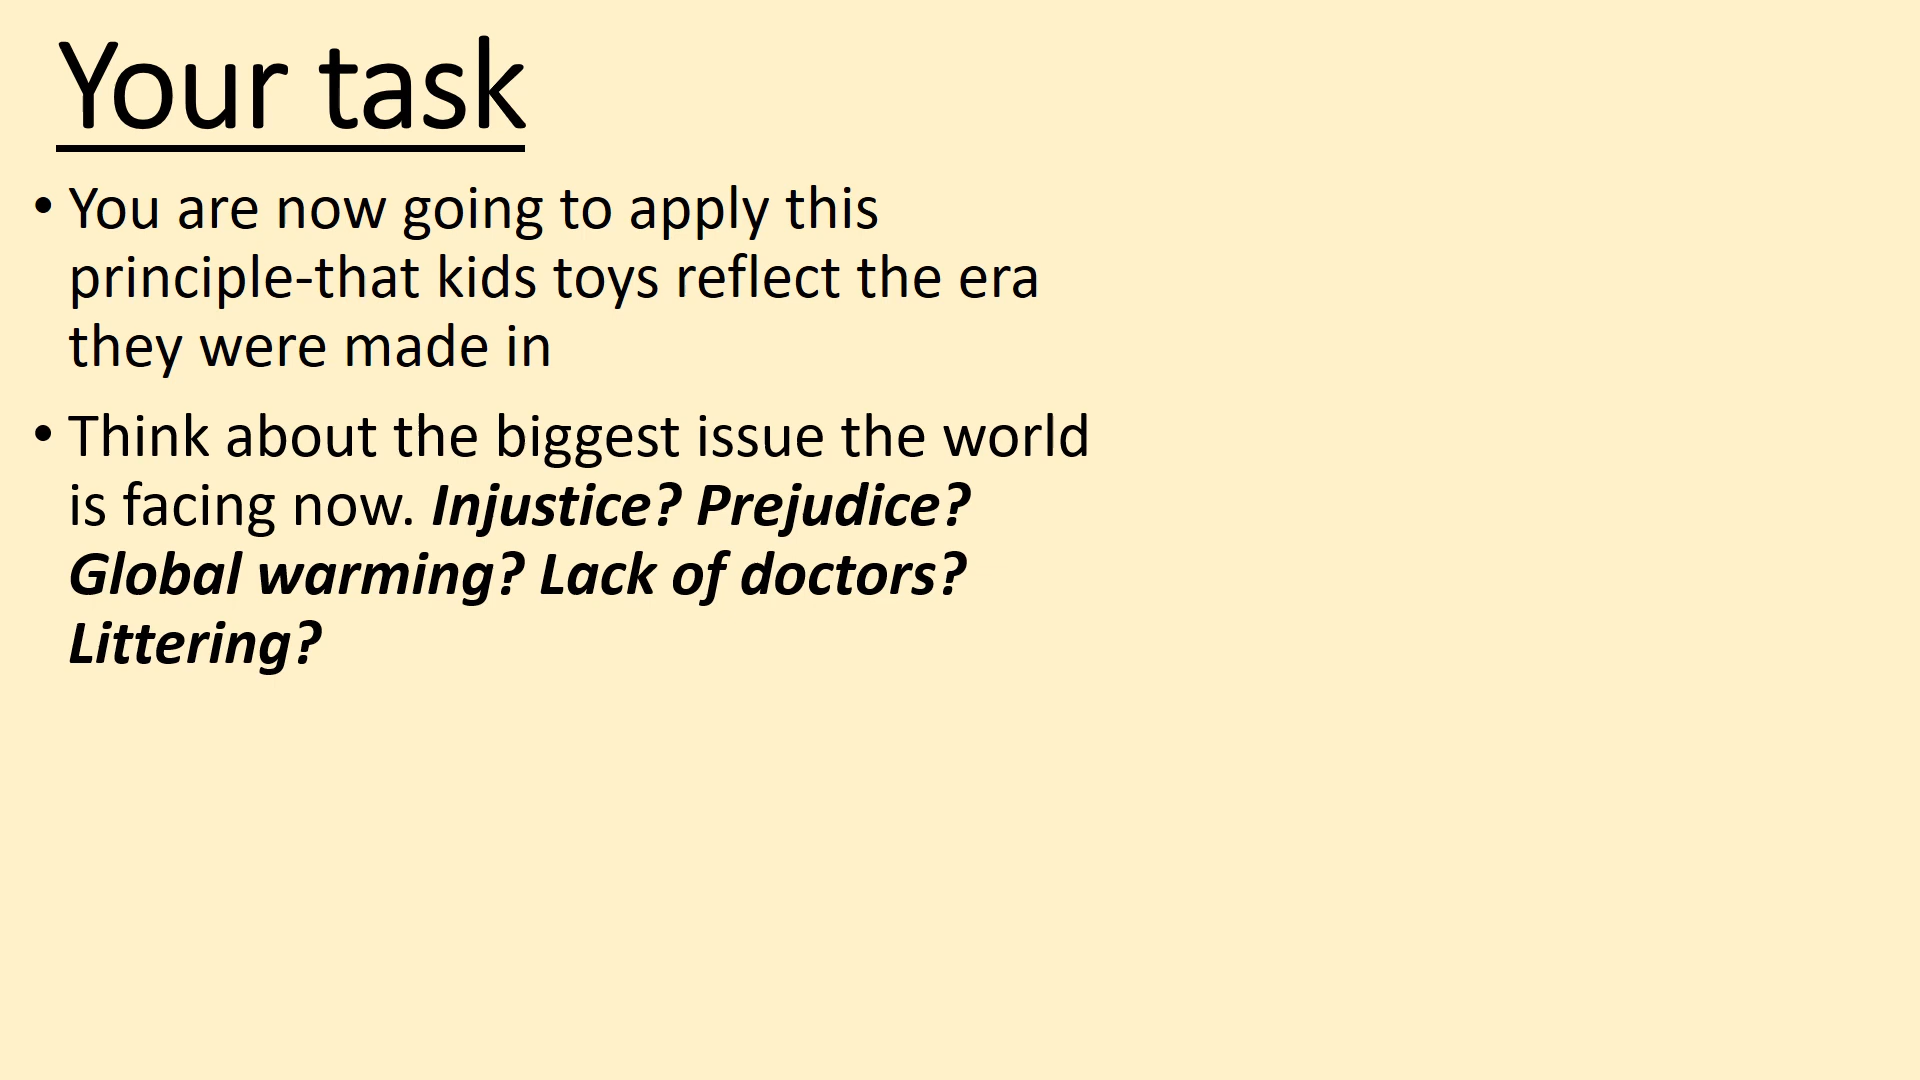 Your task
• You are now going to apply this
principle-that kids toys reflect the era
they were made in
• Think about the biggest issue the world
is facing now. Injustice? Prejudice?
Global warming? Lack of doctors?
Littering?